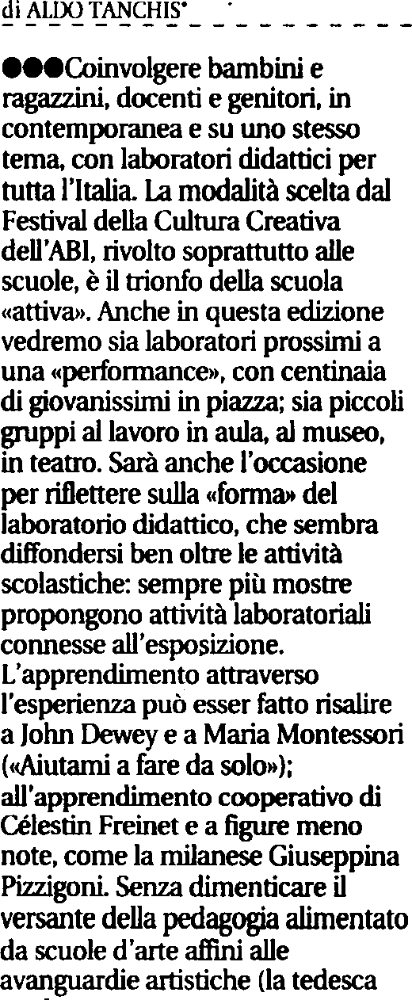 di ALDO TANCHIS*
●●●Coinvolgere bambini e
ragazzini, docenti e genitori, in
contemporanea e su uno stesso
tema, con laboratori didattici per
tutta l'Italia. La modalità scelta dal
Festival della Cultura Creativa
dell'ABI, rivolto soprattutto alle
scuole, è il trionfo della scuola
«attiva». Anche in questa edizione
vedremo sia laboratori prossimi a
una «performance», con centinaia
di giovanissimi in piazza; sia piccoli
gruppi al lavoro in aula, al museo,
in teatro. Sarà anche l'occasione
per riflettere sulla «forma» del
laboratorio didattico, che sembra
diffondersi ben oltre le attività
scolastiche: sempre più mostre
propongono attività laboratoriali
connesse all'esposizione.
L'apprendimento attraverso
l'esperienza può esser fatto risalire
a John Dewey e a Maria Montessori
(«Aiutami a fare da solo»);
all'apprendimento cooperativo di
Célestin Freinet e a figure meno
note, come la milanese Giuseppina
Pizzigoni. Senza dimenticare il
versante della pedagogia alimentato
da scuole d'arte affini alle
avanguardie artistiche (la tedesca